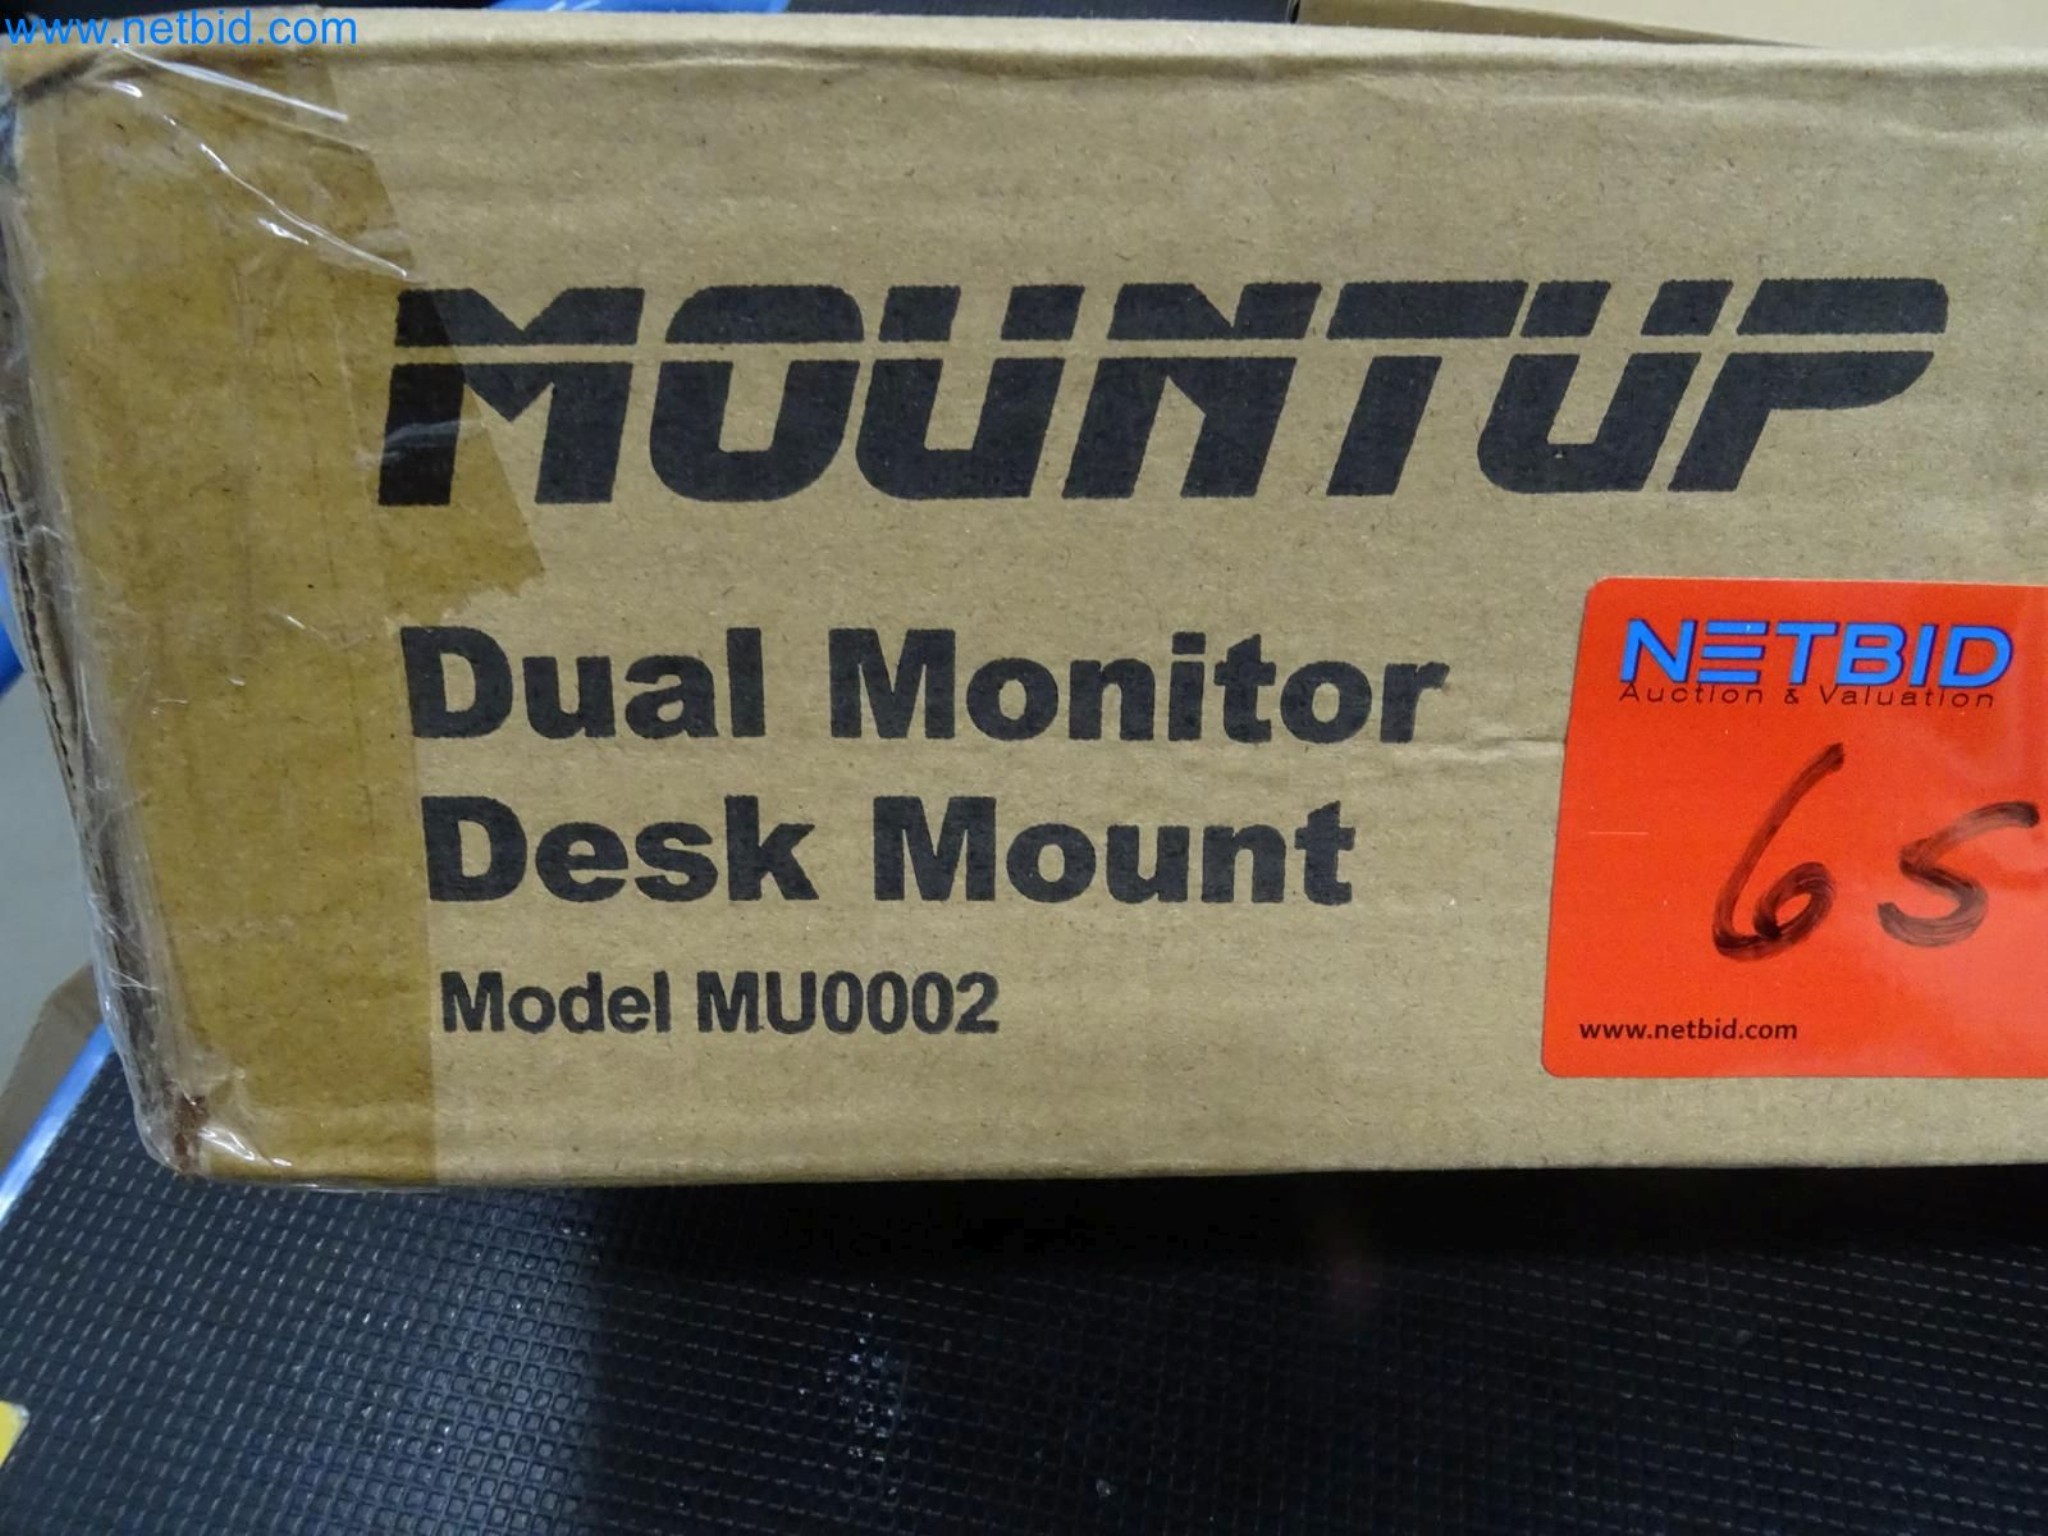 www.netbid.com
MOUNTUP
Dual Monitor
Desk Mount
Model MU0002
NETBID
Auction & Valuation
65
www.netbid.com